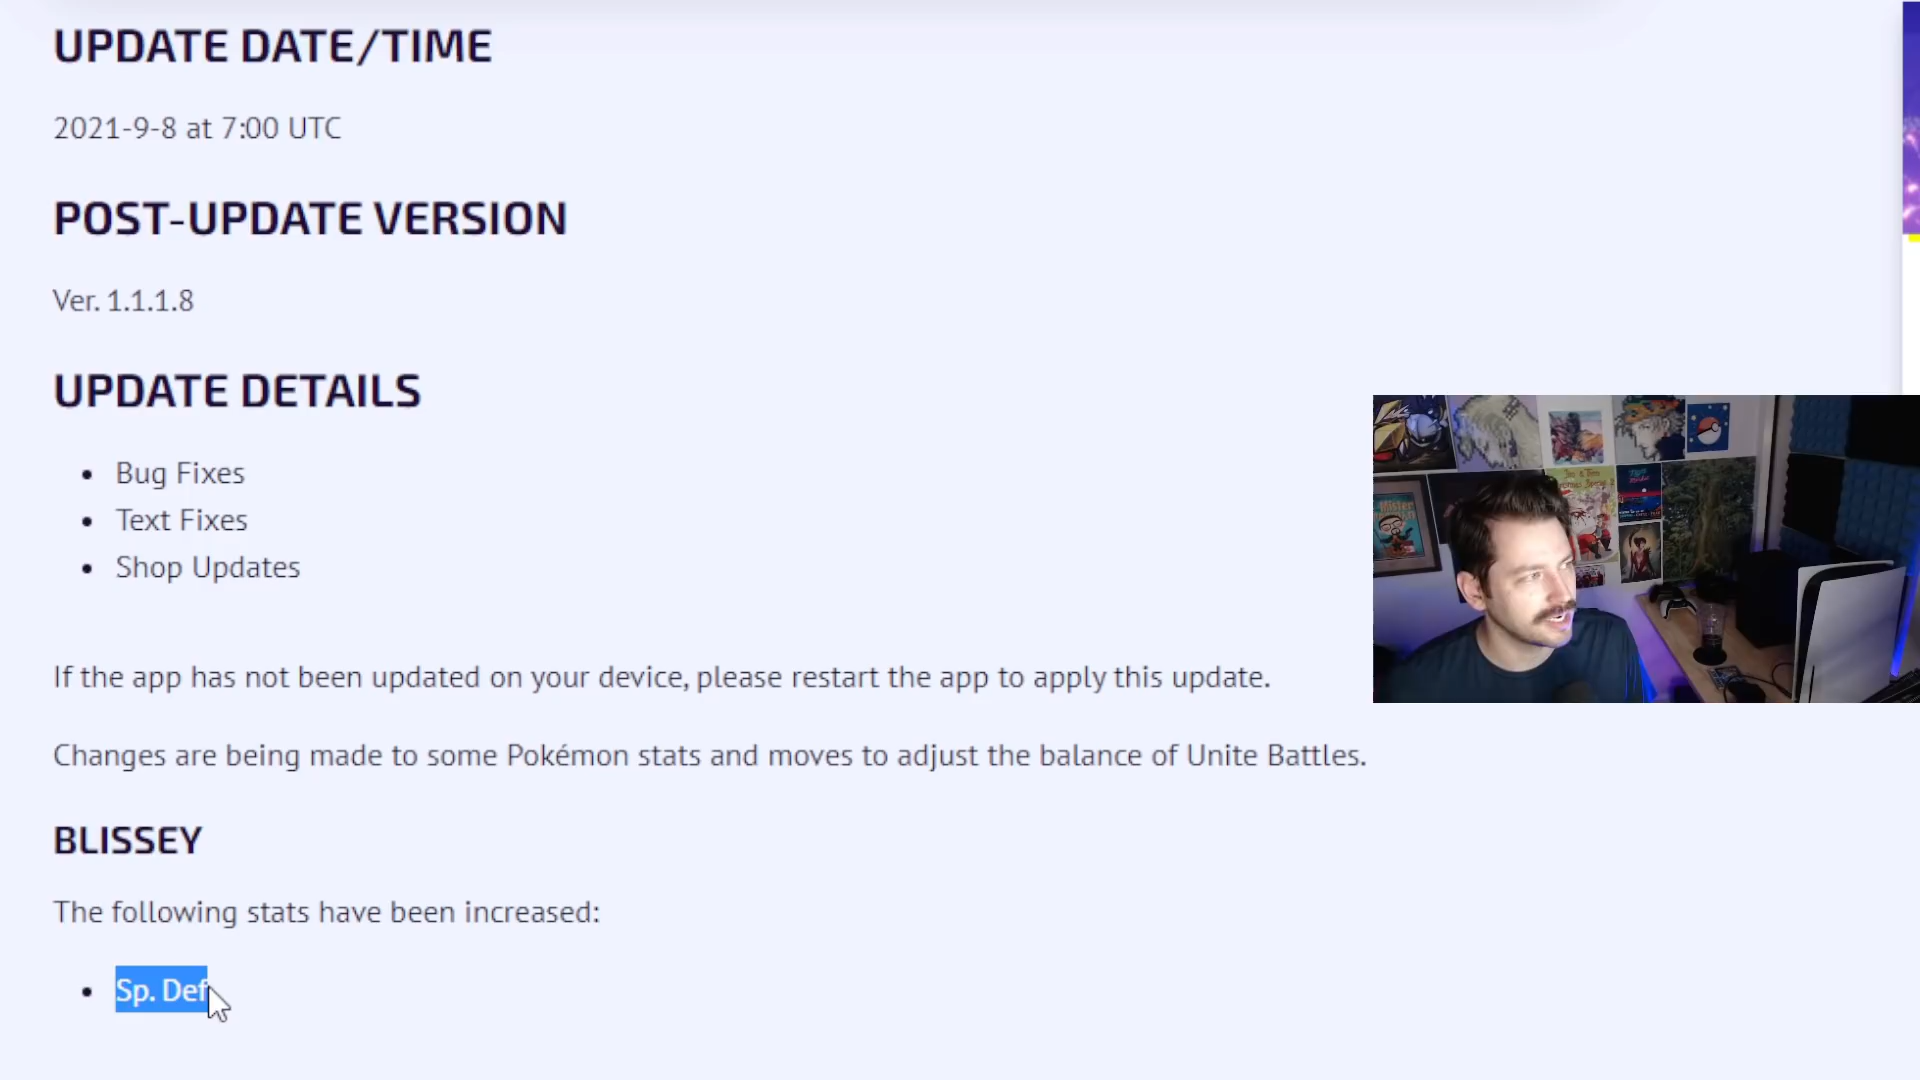 UPDATE DATE/TIME
2021-9-8 at 7:00 UTC
POST-UPDATE VERSION
Ver. 1.1.1.8
UPDATE DETAILS
• Bug Fixes
• Text Fixes
• Shop Updates
If the app has not been updated on your device, please restart the app to apply this update.
Changes are being made to some Pokémon stats and moves to adjust the balance of Unite Battles.
BLISSEY
The following stats have been increased:
• Sp. Def
Mister